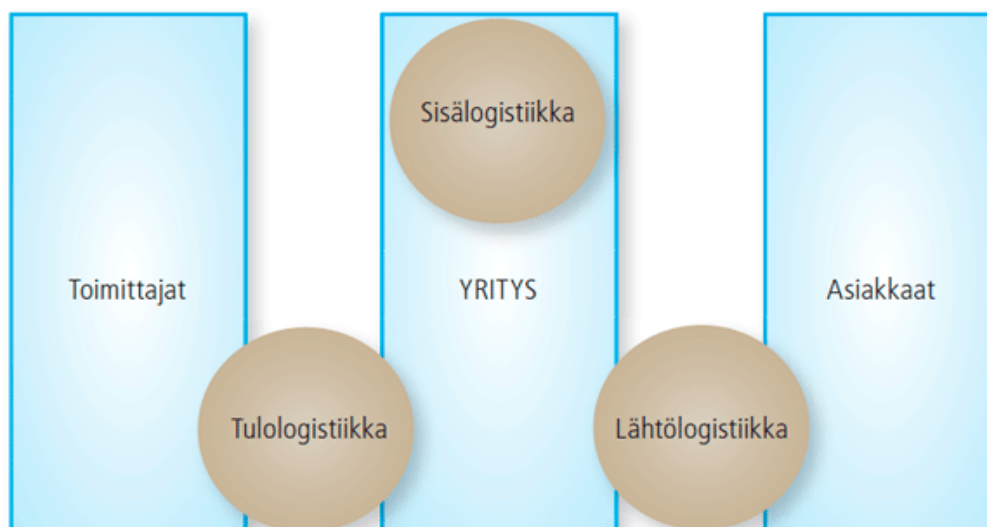 Sisälogistiikka
Toimittajat
YRITYS
Asiakkaat
Tulologistiikka
Lähtölogistiikka